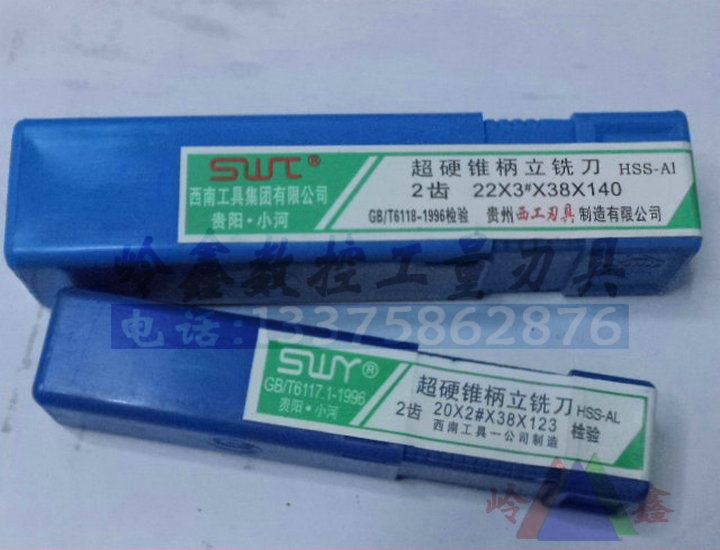 SWT®
西南工具集团有限公司
贵阳·小河
超硬锥柄立铣刀 HSS-Al
2齿 22X3#X38X140
GB/T6118-1996检验 贵州西工刃具制造有限公司
岭鑫数控工量刃具
电话:13375862876
SWY®
GB/T6117.1-1996
贵阳·小河
超硬锥柄立铣刀 HSS-AL
2齿 20X2#X38X123 检验
西南工具一公司制造
岭鑫